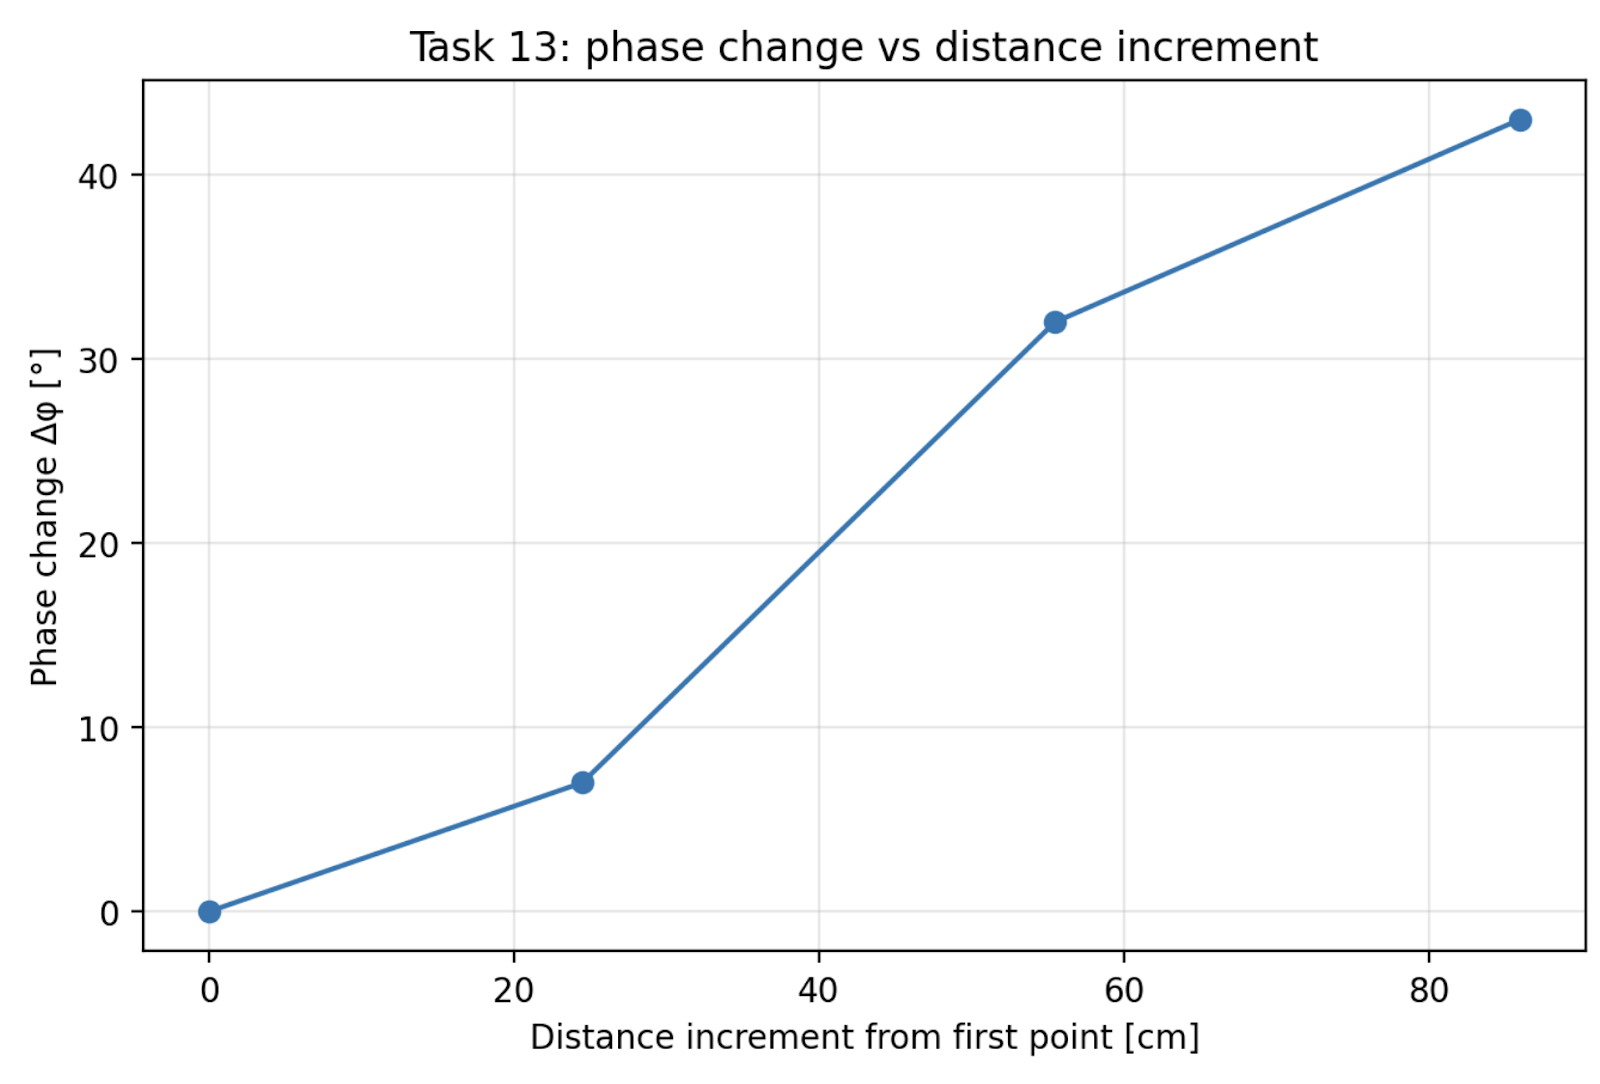 Task 13: phase change vs distance increment
Phase change Δφ [°]
40
30
20
10
0
0 20 40 60 80
Distance increment from first point [cm]